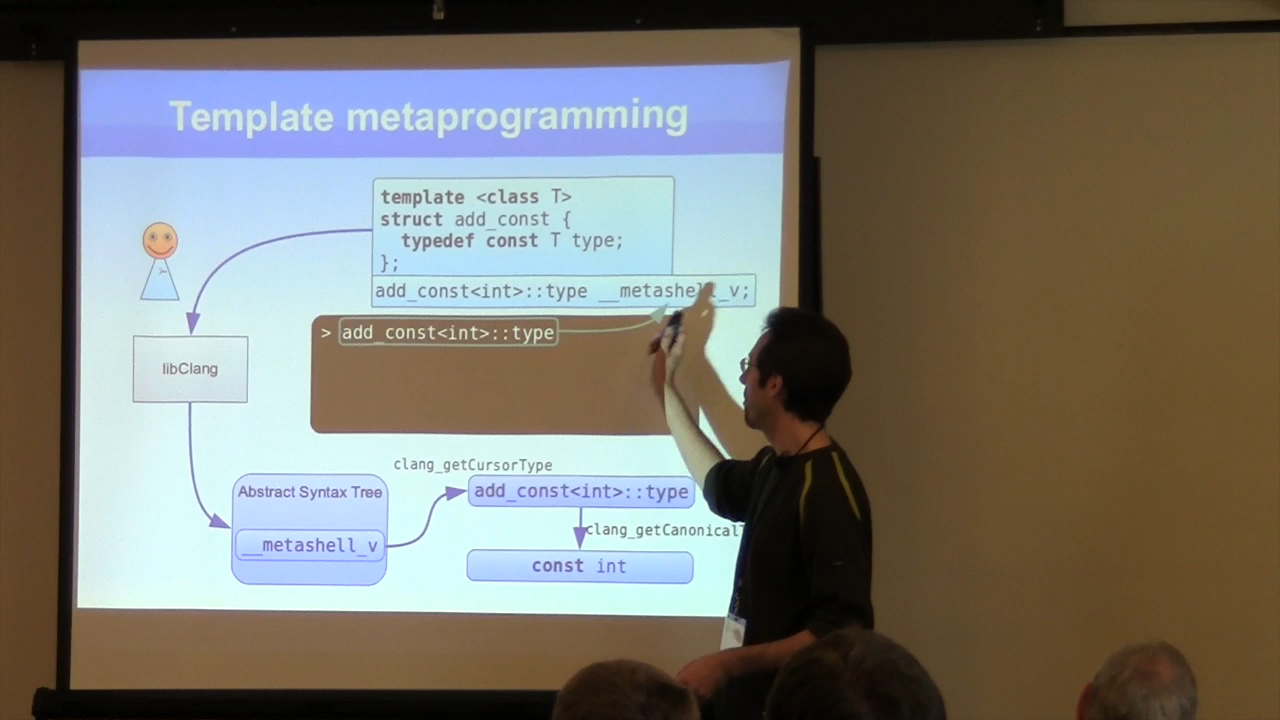 Template metaprogramming
template <class T>
struct add_const {
typedef const T type;
};
add_const<int>::type __metashell_v;
> add_const<int>::type
libClang
clang_getCursorType
Abstract Syntax Tree
add_const<int>::type
clang_getCanonical
__metashell_v
const int